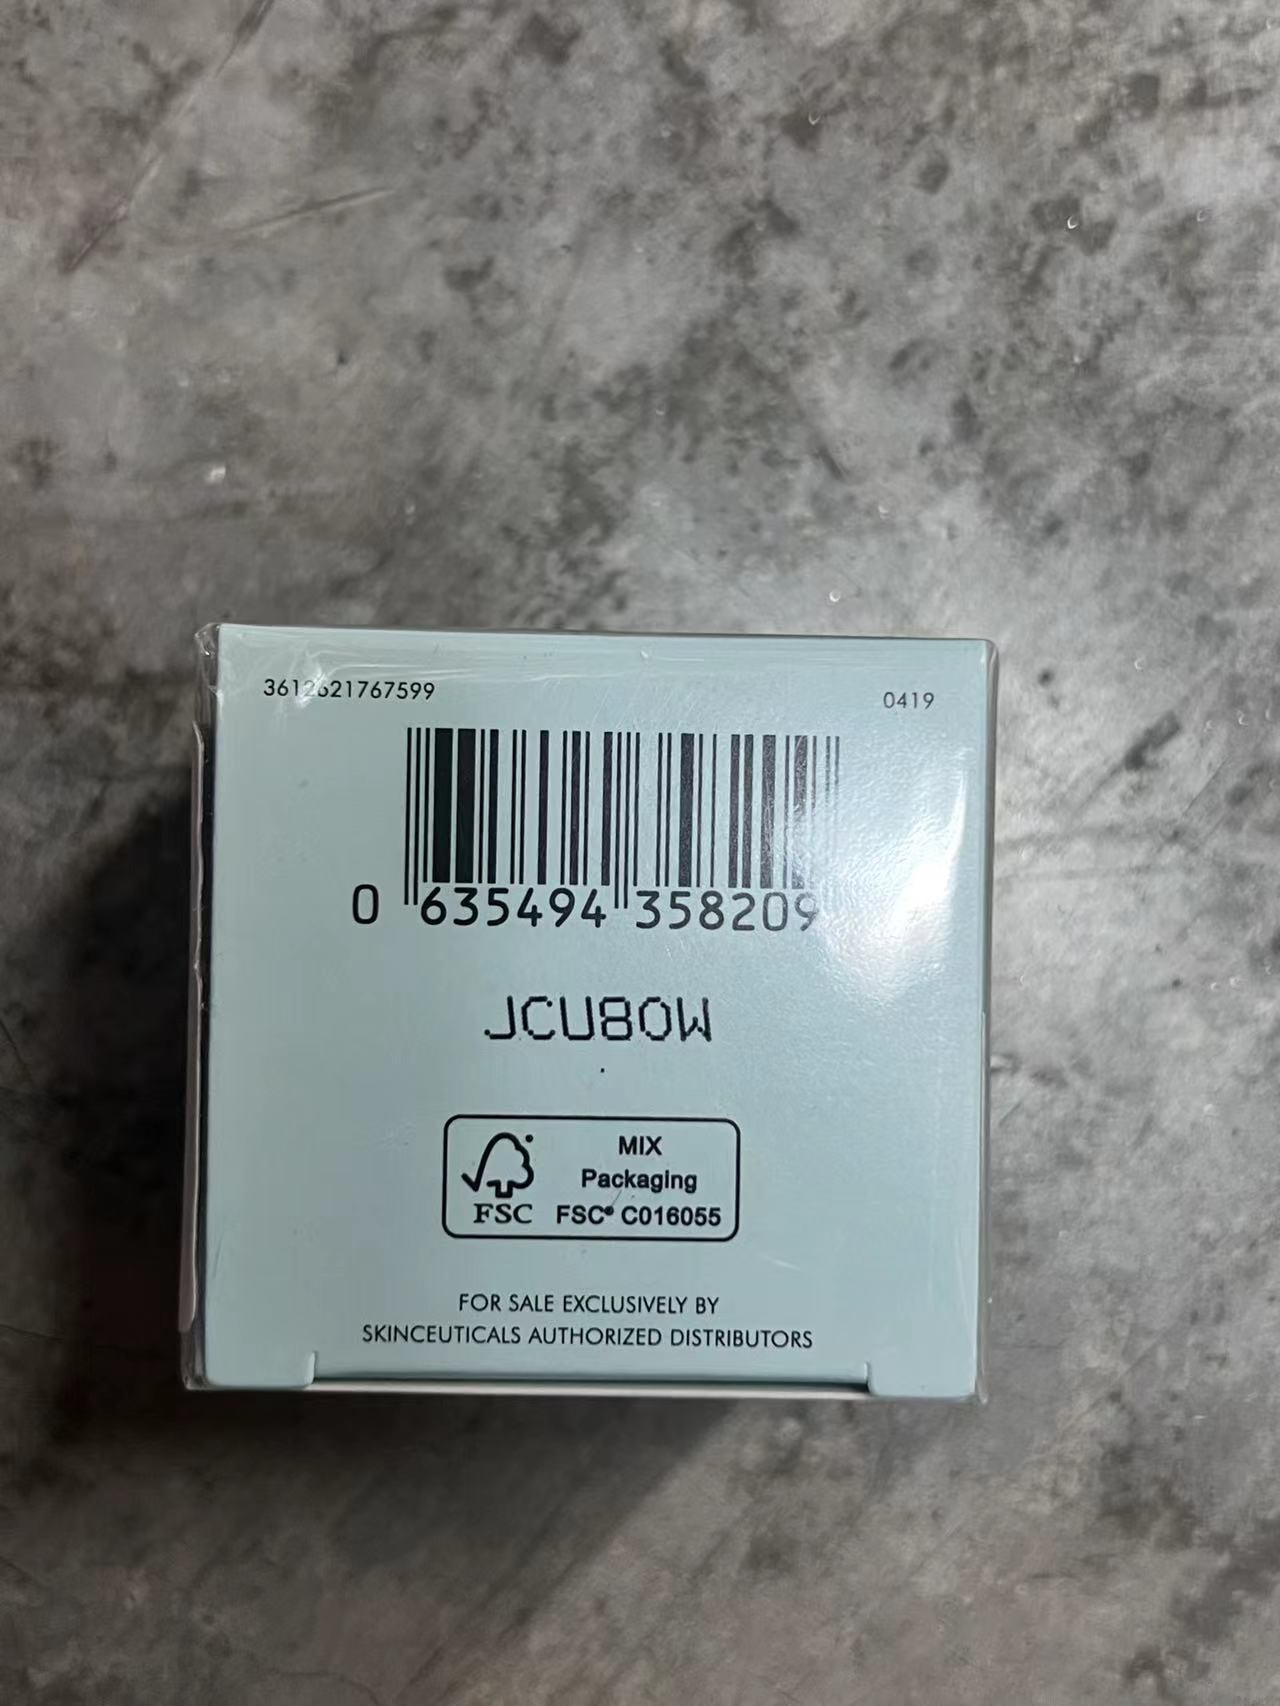 3612621767599
0419
0 635494 358209
JCU80W
FSC
MIX
Packaging
FSC® C016055
FOR SALE EXCLUSIVELY BY
SKINCEUTICALS AUTHORIZED DISTRIBUTORS